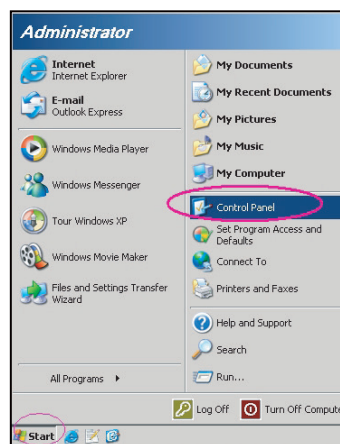 Administrator
Internet
Internet Explorer
E-mail
Outlook Express
Windows Media Player
Windows Messenger
Tour Windows XP
Windows Movie Maker
Files and Settings Transfer
Wizard
All Programs
My Documents
My Recent Documents
My Pictures
My Music
My Computer
Control Panel
Set Program Access and
Defaults
Connect To
Printers and Faxes
Help and Support
Search
Run...
Log Off
Turn Off Compute
Start